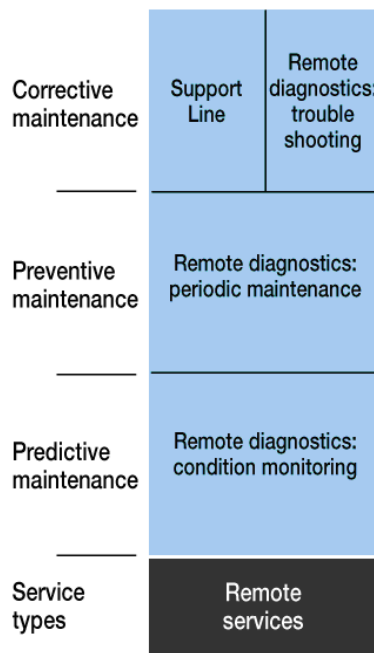 Corrective
maintenance
Support
Line
Remote
diagnostics:
trouble
shooting
Preventive
maintenance
Remote diagnostics:
periodic maintenance
Predictive
maintenance
Remote diagnostics:
condition monitoring
Service
types
Remote
services